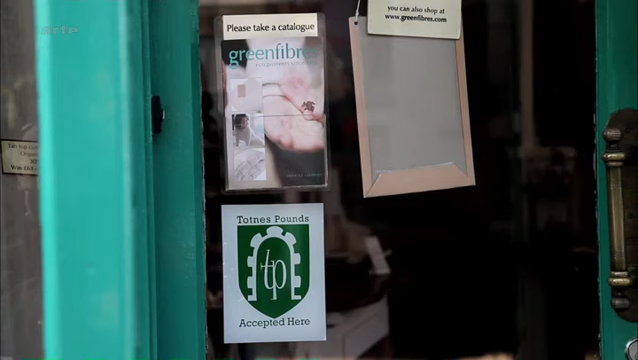 arte
Please take a catalogue
greenfibres
you can also shop at
www.greenfibres.com
Totnes Pounds
tp
Accepted Here